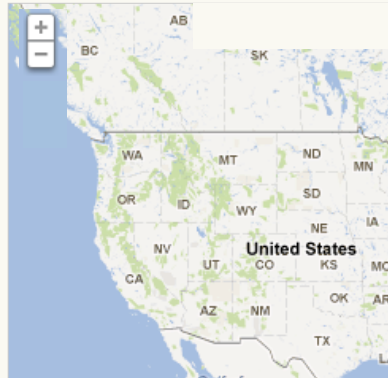 +
AB
−
BC
SK
WA
MT
ND
MN
OR
ID
SD
WY
IA
NE
NV
United States
UT
CO
KS
MO
CA
OK
AR
AZ
NM
TX